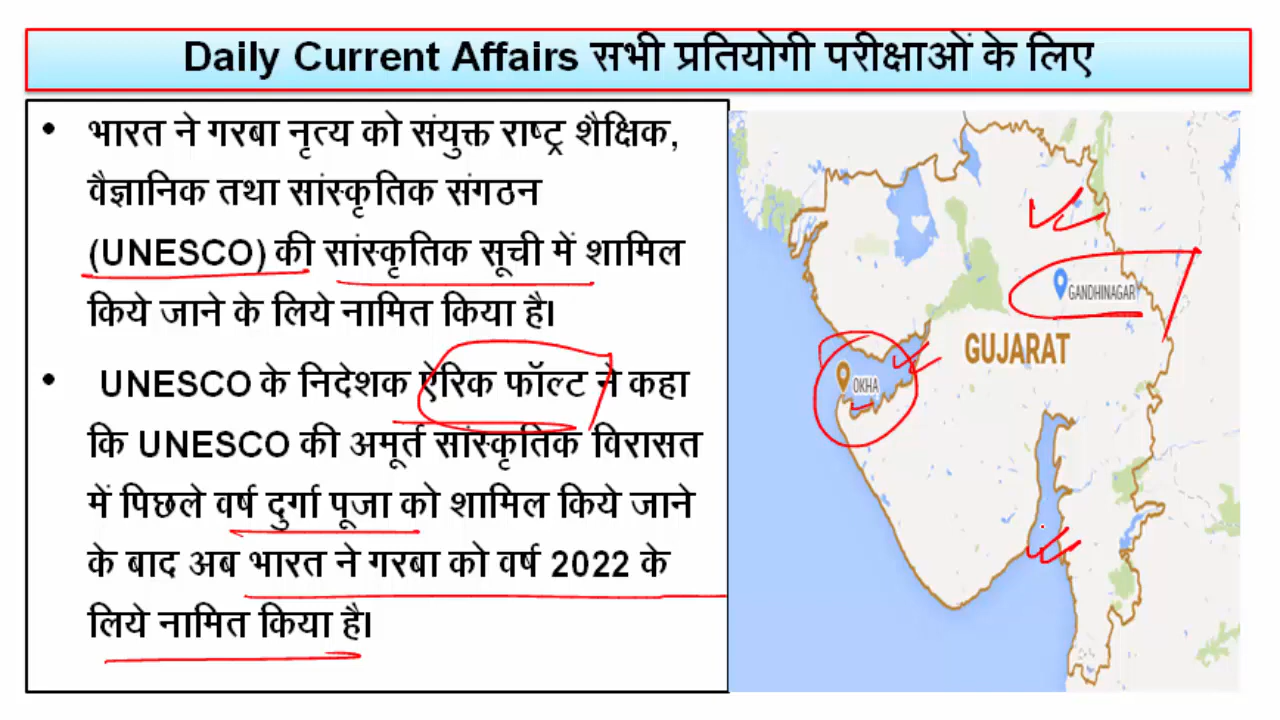 Daily Current Affairs सभी प्रतियोगी परीक्षाओं के लिए
• भारत ने गरबा नृत्य को संयुक्त राष्ट्र शैक्षिक,
वैज्ञानिक तथा सांस्कृतिक संगठन
(UNESCO) की सांस्कृतिक सूची में शामिल
किये जाने के लिये नामित किया है।
• UNESCO के निदेशक ऐरिक फॉल्ट ने कहा
कि UNESCO की अमूर्त सांस्कृतिक विरासत
में पिछले वर्ष दुर्गा पूजा को शामिल किये जाने
के बाद अब भारत ने गरबा को वर्ष 2022 के
लिये नामित किया है।
GANDHINAGAR
GUJARAT
OKHA